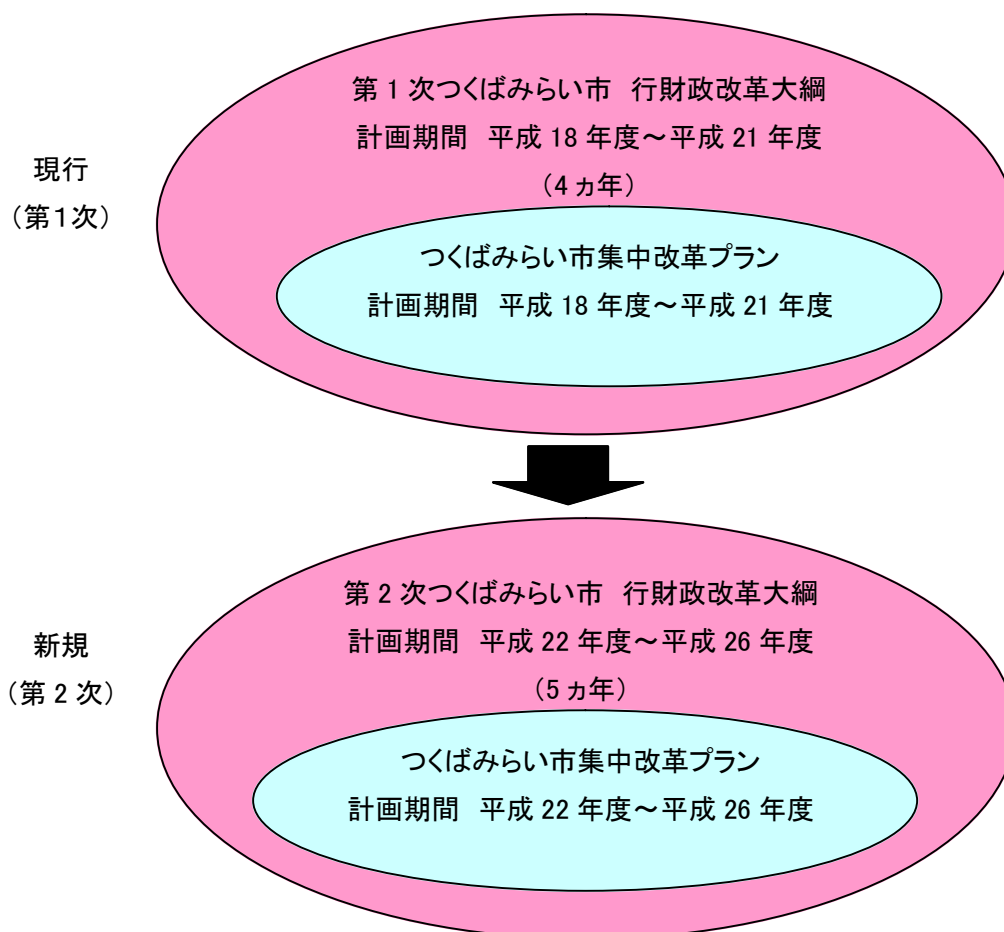 現行
（第１次）
第 1 次つくばみらい市　行財政改革大綱
計画期間　平成 18 年度～平成 21 年度
（4 ヵ年）
つくばみらい市集中改革プラン
計画期間　平成 18 年度～平成 21 年度
新規
（第 2 次）
第 2 次つくばみらい市　行財政改革大綱
計画期間　平成 22 年度～平成 26 年度
（5 ヵ年）
つくばみらい市集中改革プラン
計画期間　平成 22 年度～平成 26 年度